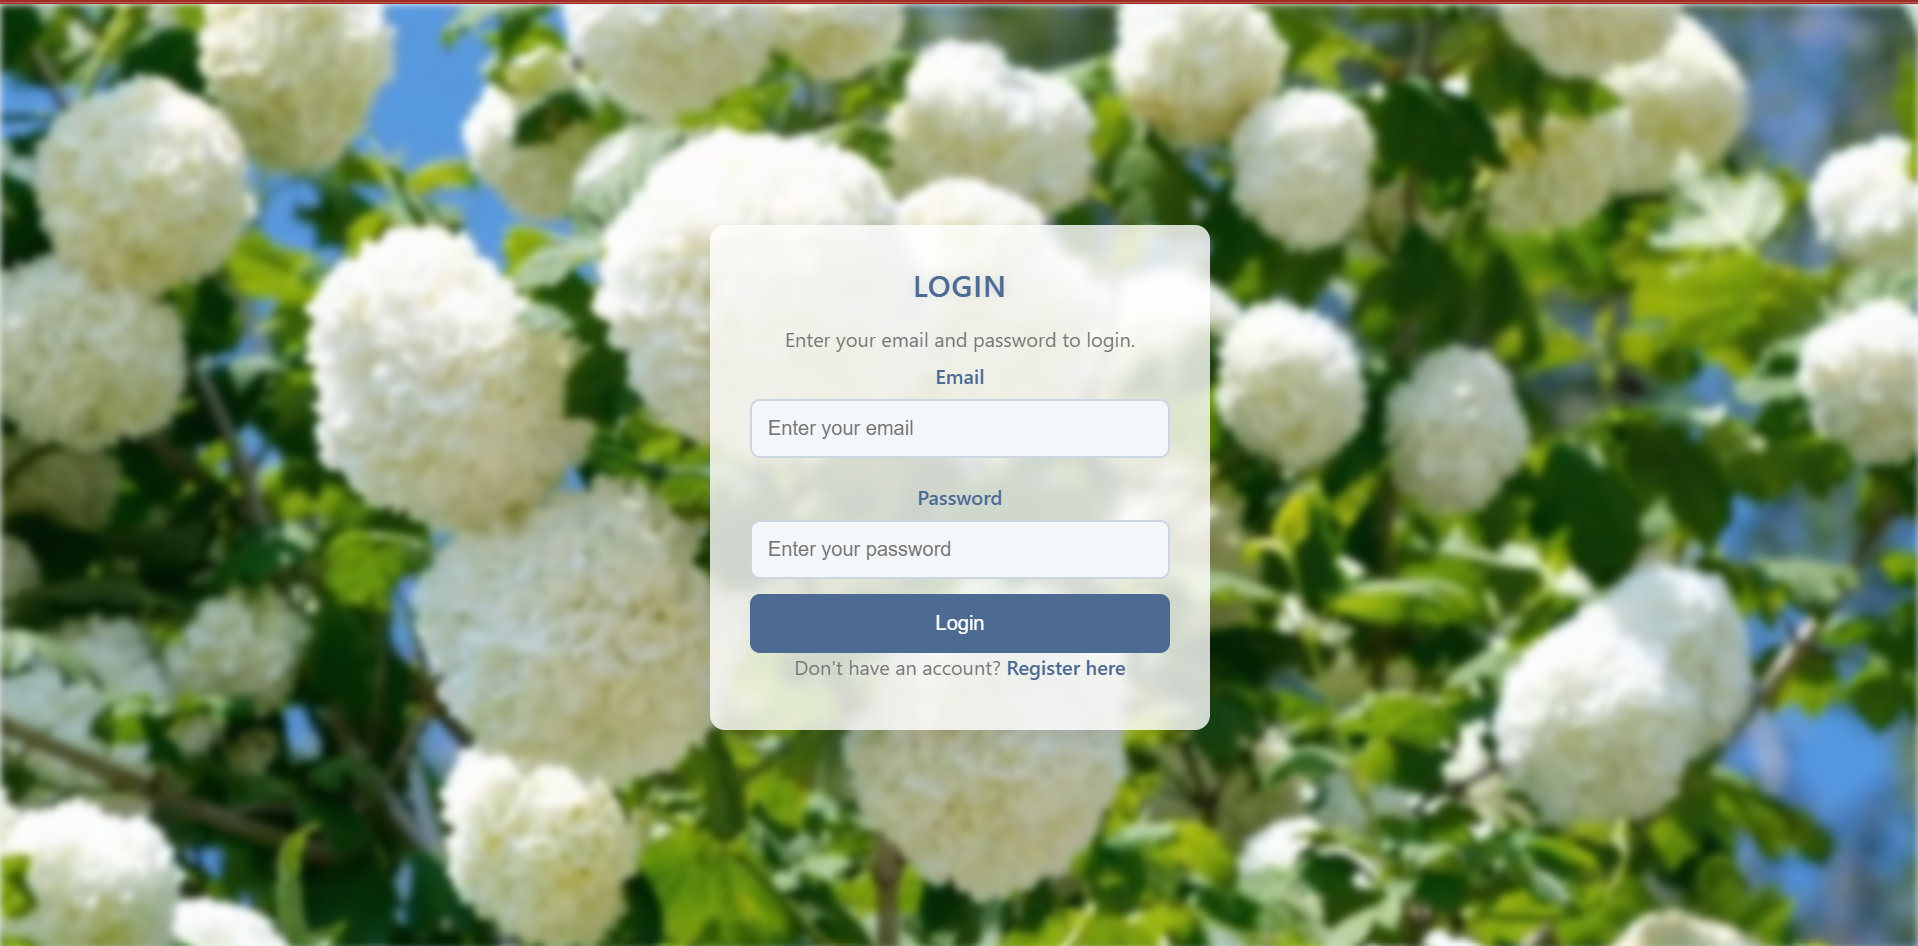 LOGIN
Enter your email and password to login.
Email
Enter your email
Password
Enter your password
Login
Don't have an account? Register here